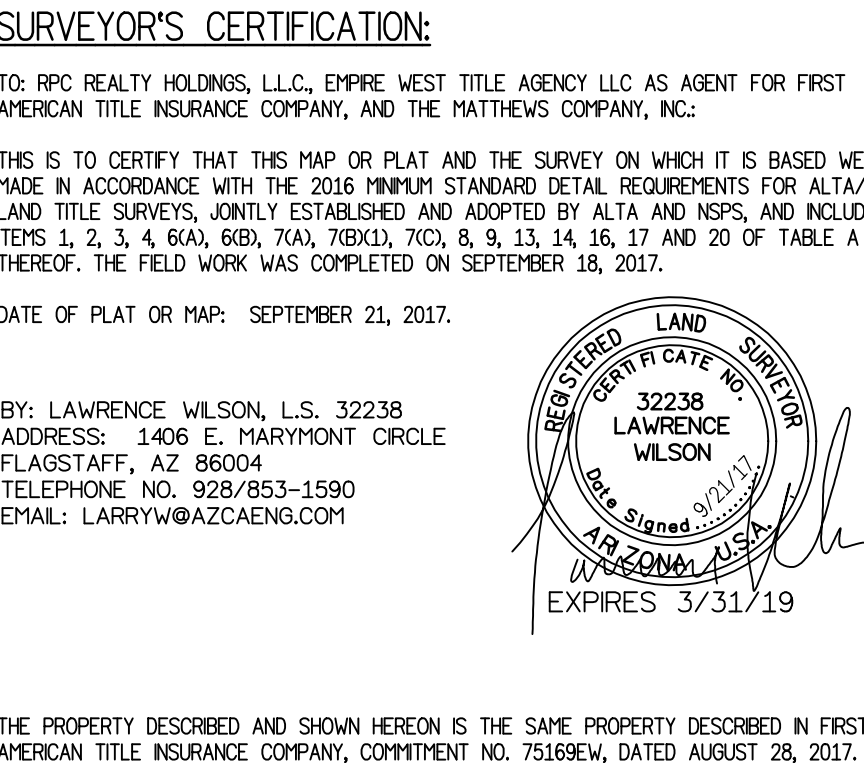 SURVEYOR'S CERTIFICATION:
TO: RPC REALTY HOLDINGS, L.L.C., EMPIRE WEST TITLE AGENCY LLC AS AGENT FOR FIRST
AMERICAN TITLE INSURANCE COMPANY, AND THE MATTHEWS COMPANY, INC.:
THIS IS TO CERTIFY THAT THIS MAP OR PLAT AND THE SURVEY ON WHICH IT IS BASED WE
MADE IN ACCORDANCE WITH THE 2016 MINIMUM STANDARD DETAIL REQUIREMENTS FOR ALTA/
LAND TITLE SURVEYS, JOINTLY ESTABLISHED AND ADOPTED BY ALTA AND NSPS, AND INCLUD
ITEMS 1, 2, 3, 4, 6(A), 6(B), 7(A), 7(B)(1), 7(C), 8, 9, 13, 14, 16, 17 AND 20 OF TABLE A
THEREOF. THE FIELD WORK WAS COMPLETED ON SEPTEMBER 18, 2017.
DATE OF PLAT OR MAP: SEPTEMBER 21, 2017.
BY: LAWRENCE WILSON, L.S. 32238
ADDRESS: 1406 E. MARYMONT CIRCLE
FLAGSTAFF, AZ 86004
TELEPHONE NO. 928/853-1590
EMAIL: LARRYW@AZCAENG.COM
REGISTERED LAND SURVEYOR
CERTIFICATE NO.
32238
LAWRENCE
WILSON
Date Signed 9/21/17
ARIZONA U.S.A.
EXPIRES 3/31/19
THE PROPERTY DESCRIBED AND SHOWN HEREON IS THE SAME PROPERTY DESCRIBED IN FIRST
AMERICAN TITLE INSURANCE COMPANY, COMMITMENT NO. 75169EW, DATED AUGUST 28, 2017.